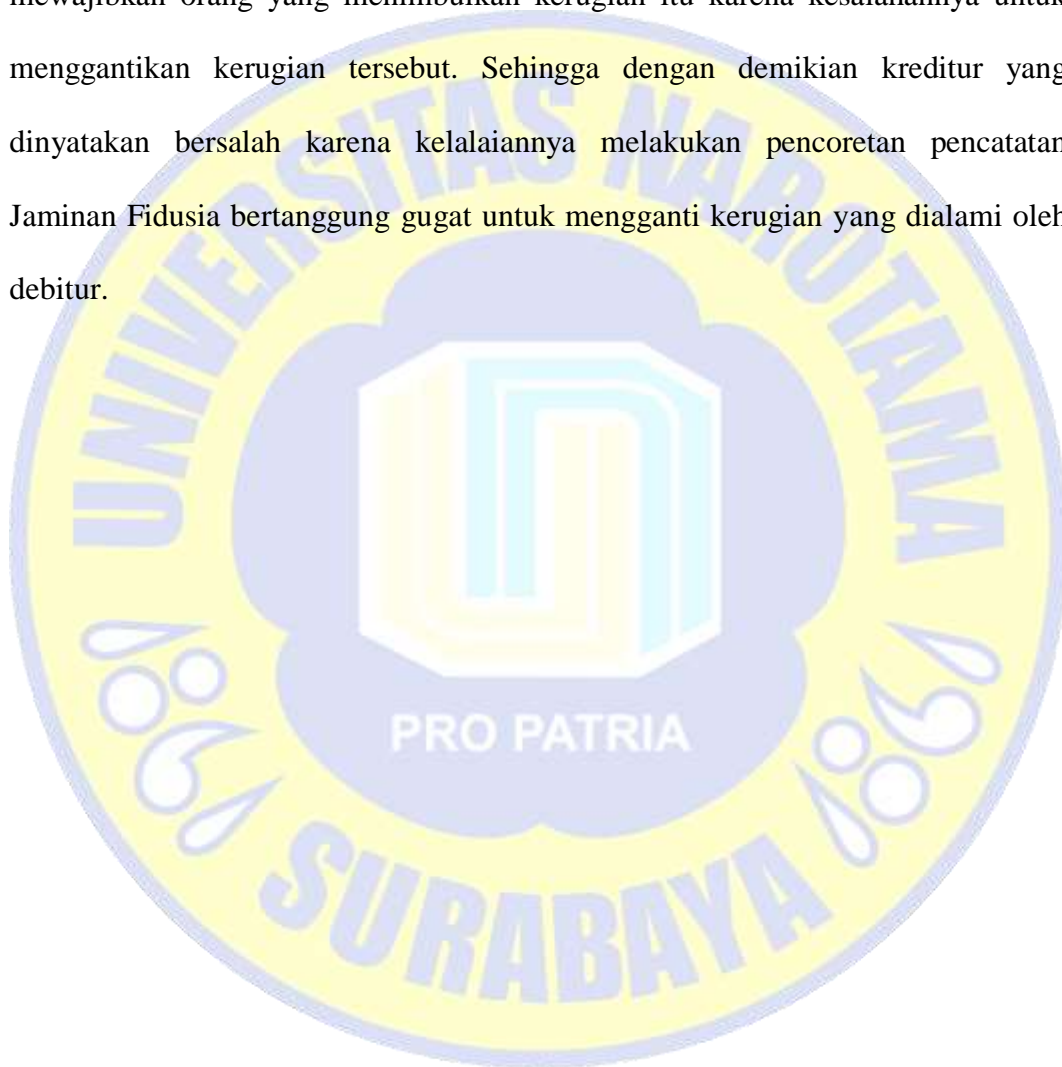 mewajibkan orang yang menimbulkan kerugian itu karena kesalahannya untuk
menggantikan kerugian tersebut. Sehingga dengan demikian kreditur yang
dinyatakan bersalah karena kelalaiannya melakukan pencoretan pencatatan
Jaminan Fidusia bertanggung gugat untuk mengganti kerugian yang dialami oleh
debitur.
UNIVERSITAS NAROTAMA
PRO PATRIA
SURABAYA